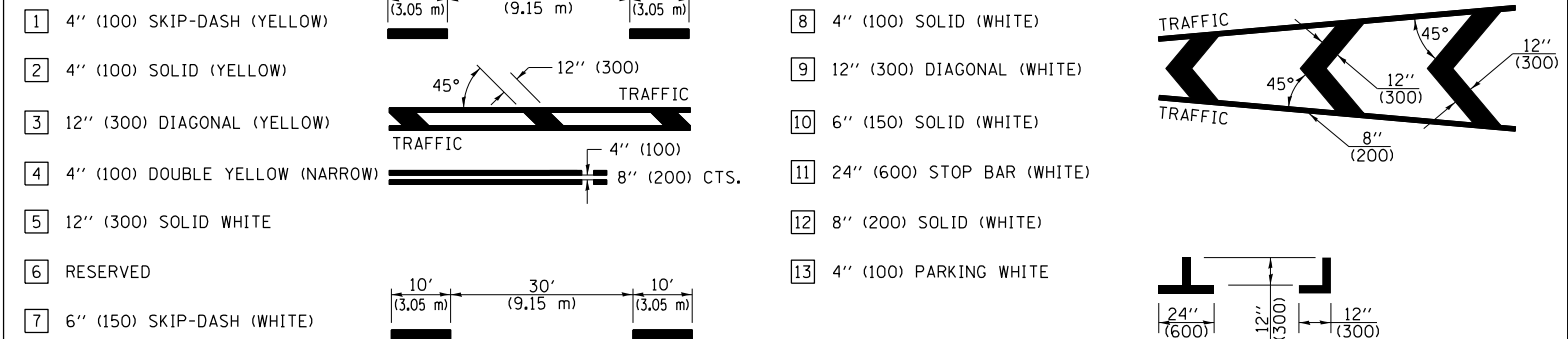 (3.05 m) (9.15 m) (3.05 m)
1 4'' (100) SKIP-DASH (YELLOW)
2 4'' (100) SOLID (YELLOW)
45° 12'' (300)
TRAFFIC
3 12'' (300) DIAGONAL (YELLOW)
TRAFFIC
4 4'' (100) DOUBLE YELLOW (NARROW)
4'' (100)
8'' (200) CTS.
5 12'' (300) SOLID WHITE
6 RESERVED
10' 30' 10'
(3.05 m) (9.15 m) (3.05 m)
7 6'' (150) SKIP-DASH (WHITE)
8 4'' (100) SOLID (WHITE)
9 12'' (300) DIAGONAL (WHITE)
10 6'' (150) SOLID (WHITE)
11 24'' (600) STOP BAR (WHITE)
12 8'' (200) SOLID (WHITE)
13 4'' (100) PARKING WHITE
TRAFFIC
45°
12''
(300)
45°
12''
(300)
TRAFFIC
8''
(200)
24''
(600)
12''
(300)
12''
(300)